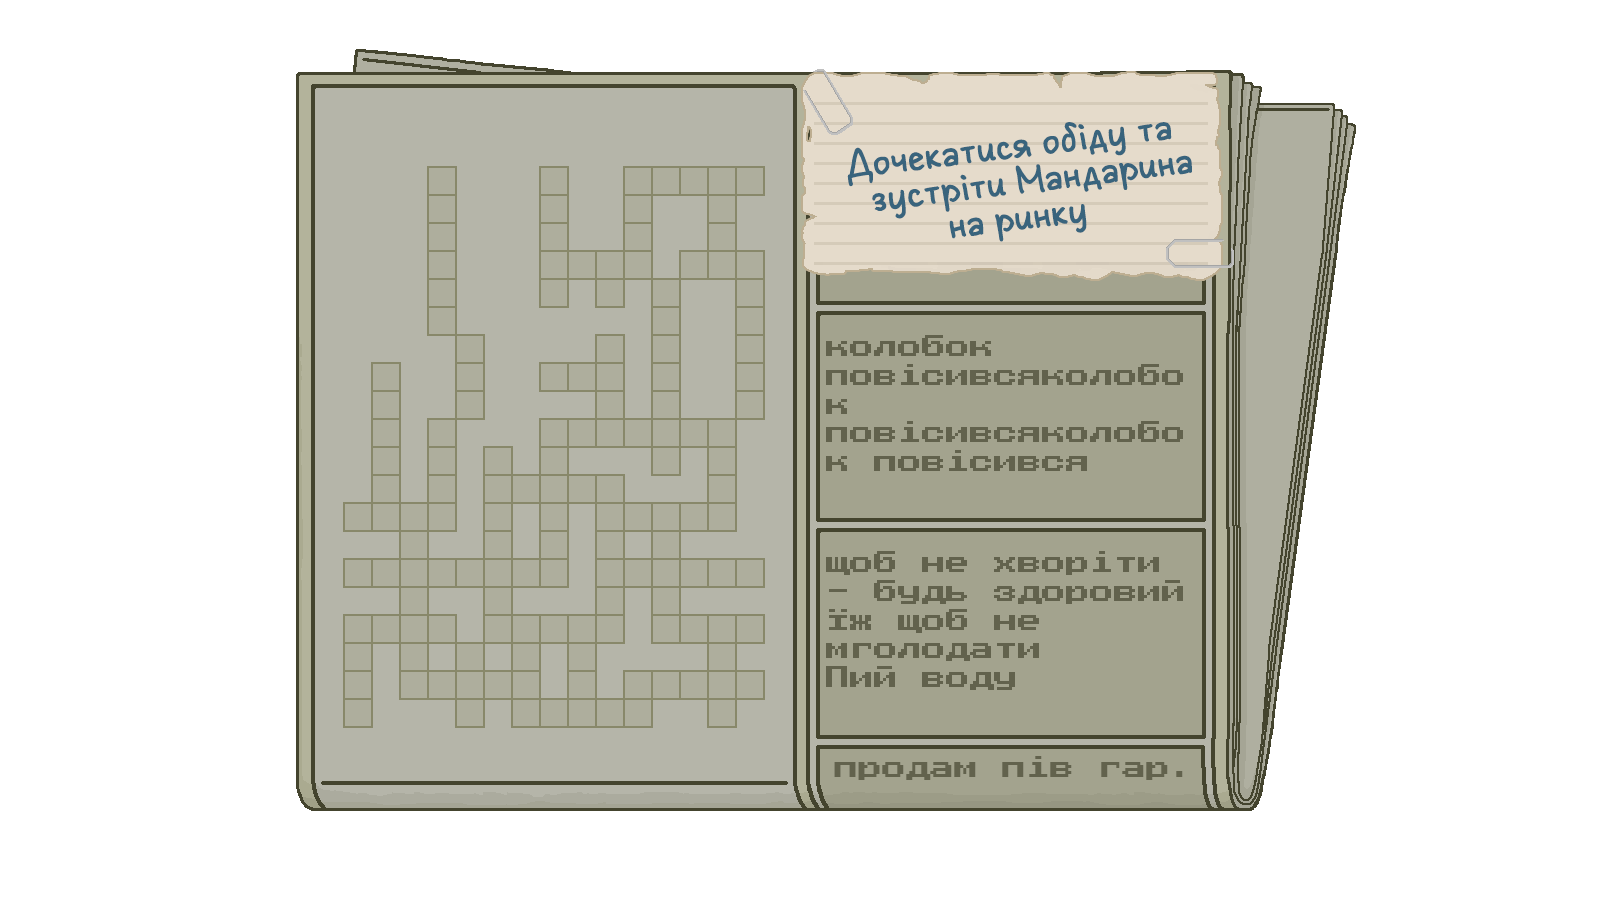 Дочекатися обіду та
зустріти Мандарина
на ринку
колобок
повісивсяколобо
к
повісивсяколобо
к повісився
щоб не хворіти
- будь здоровий
їж щоб не
мголодати
Пий воду
продам пів гар.